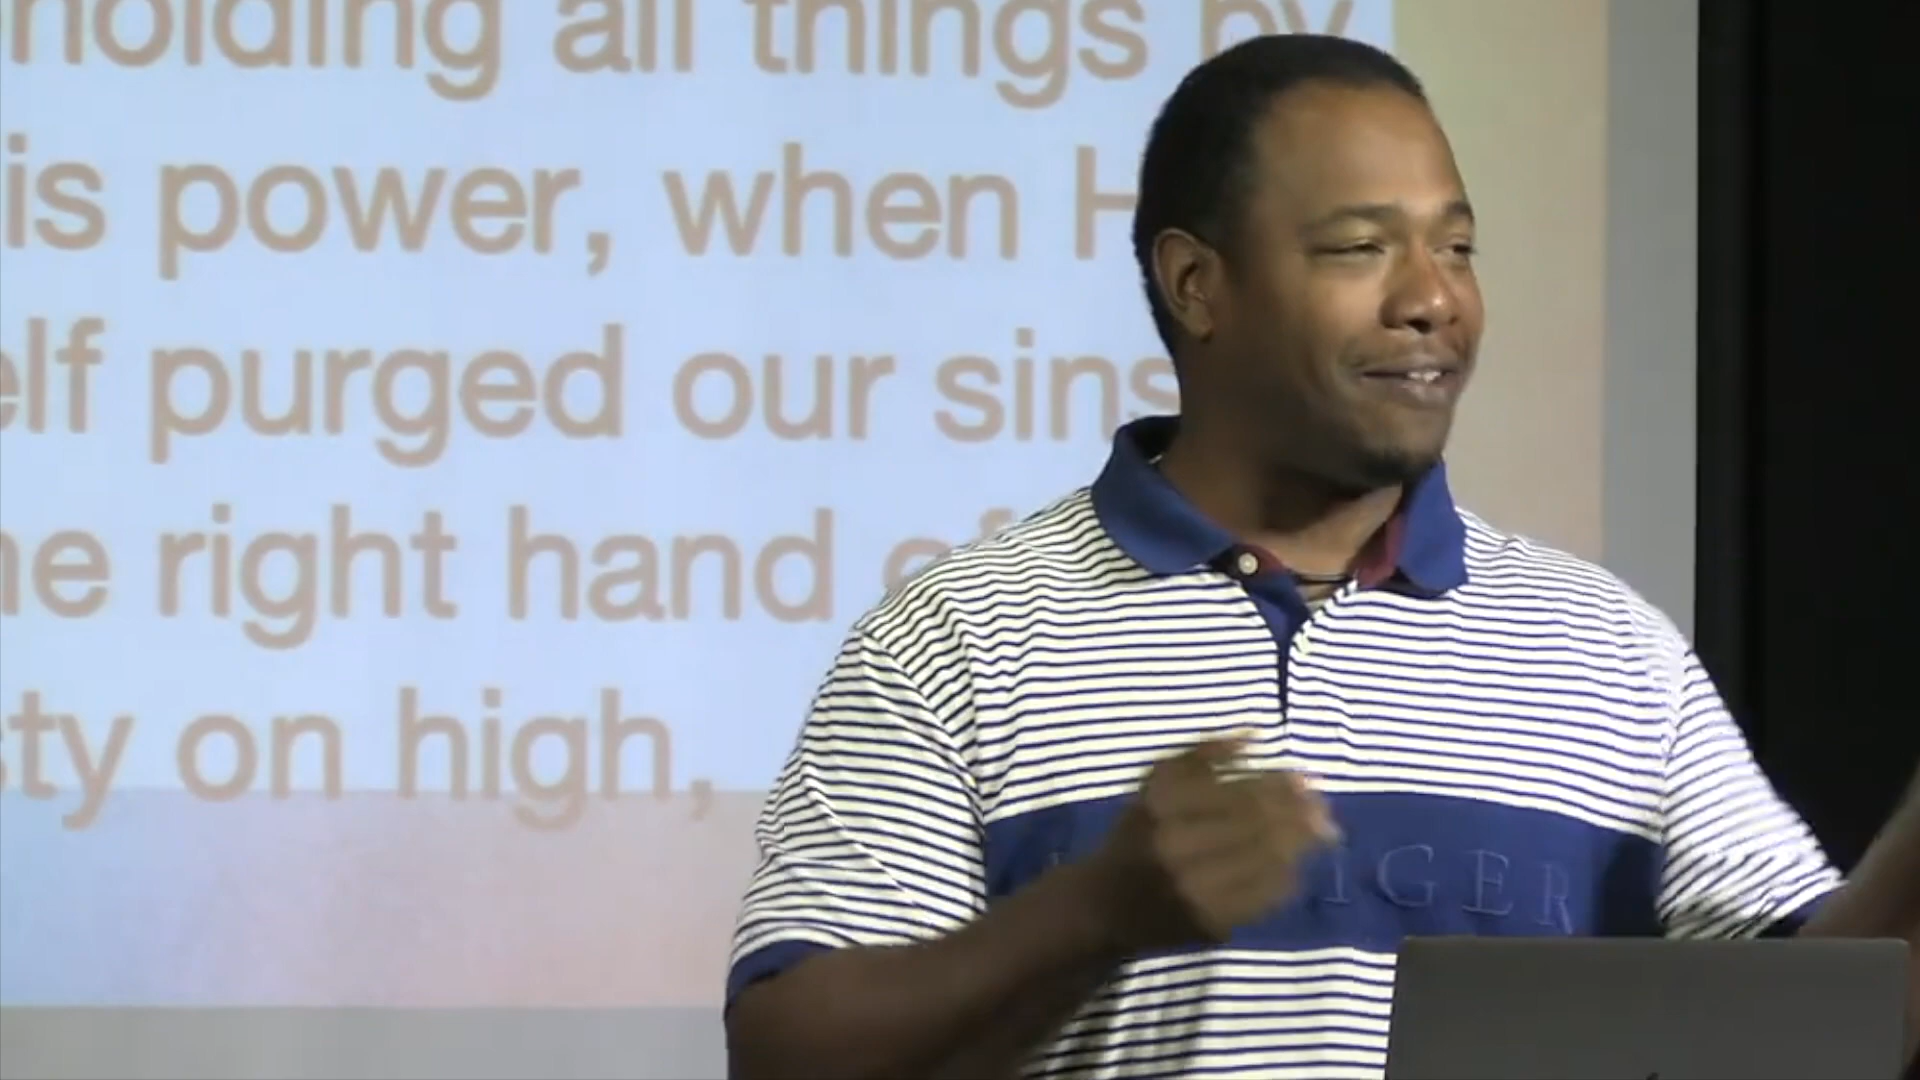 holding all things by
is power, when H
elf purged our sins
he right hand of
sty on high,
IGER